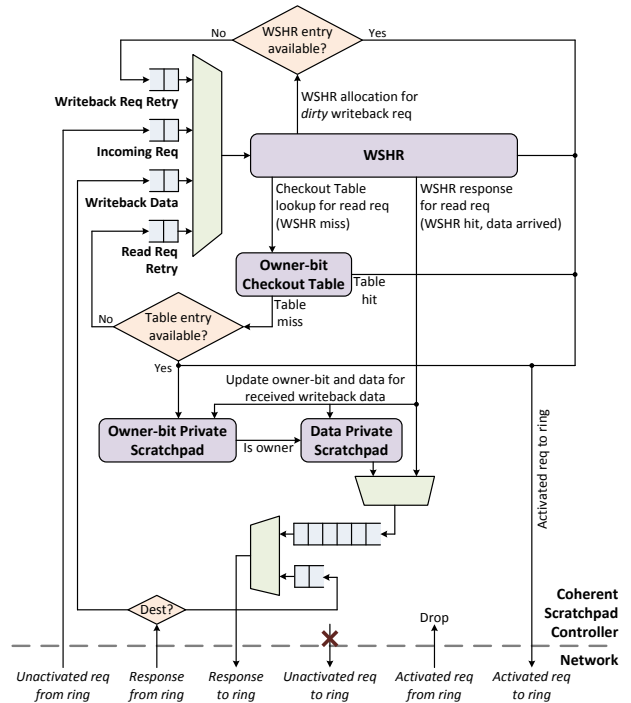 WSHR entry
available?
No
Yes
Writeback Req Retry
WSHR allocation for
dirty writeback req
Incoming Req
WSHR
Writeback Data
Checkout Table
lookup for read req
(WSHR miss)
WSHR response
for read req
(WSHR hit, data arrived)
Read Req
Retry
Owner-bit
Checkout Table
Table
hit
Table
miss
No
Table entry
available?
Yes
Update owner-bit and data for
received writeback data
Owner-bit Private
Scratchpad
Is owner
Data Private
Scratchpad
Activated req to ring
Dest?
Drop
Coherent
Scratchpad
Controller
Network
Unactivated req
from ring
Response
from ring
Response
to ring
Unactivated req
to ring
Activated req
from ring
Activated req
to ring